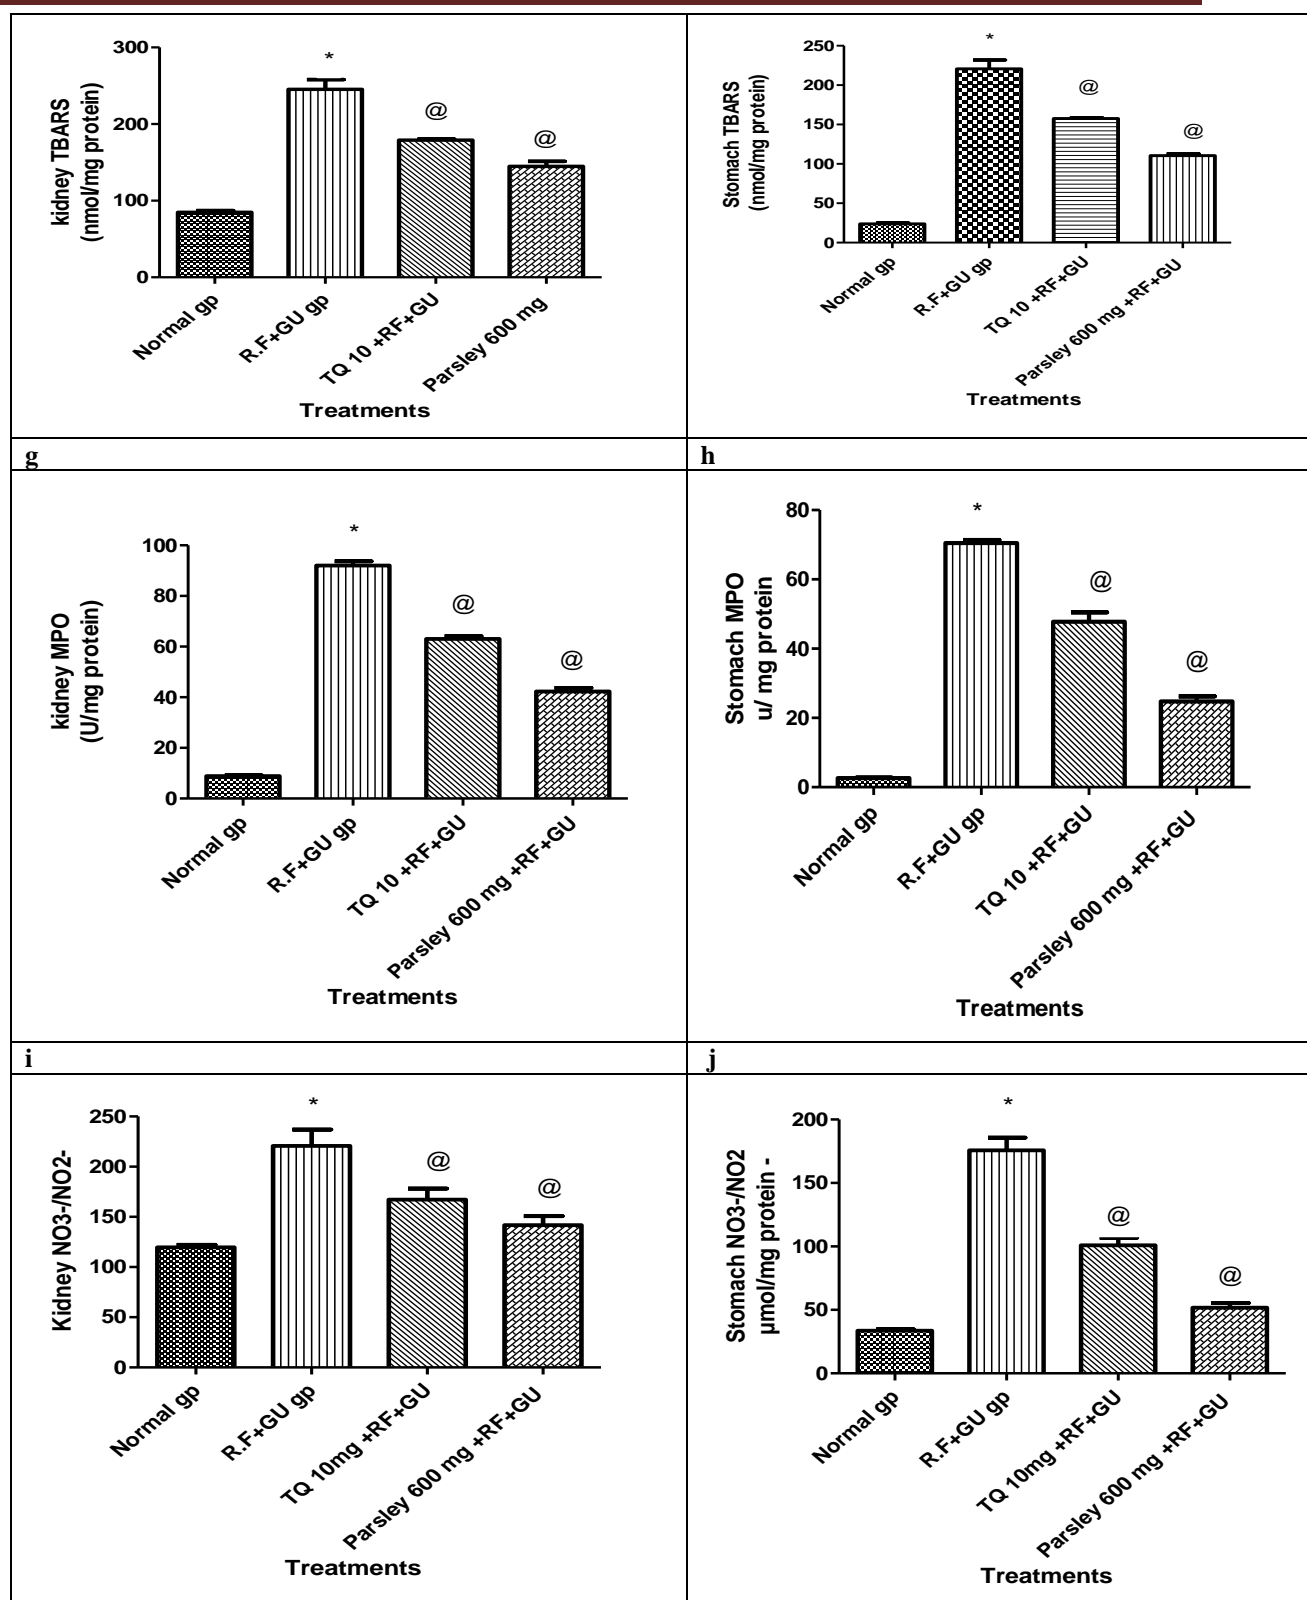 kidney TBARS
(nmol/mg protein)
300
200
100
0
*
@
@
Normal gp
R.F+GU gp
TQ 10 +RF+GU
Parsley 600 mg
Treatments
Stomach TBARS
(nmol/mg protein)
250
200
150
100
50
0
*
@
@
Normal gp
R.F+GU gp
TQ 10 +RF+GU
Parsley 600 mg +RF+GU
Treatments
g
h
kidney MPO
(U/mg protein)
100
80
60
40
20
0
*
@
@
Normal gp
R.F+GU gp
TQ 10 +RF+GU
Parsley 600 mg +RF+GU
Treatments
Stomach MPO
u/ mg protein
80
60
40
20
0
*
@
@
Normal gp
R.F+GU gp
TQ 10 +RF+GU
Parsley 600 mg +RF+GU
Treatments
i
j
Kidney NO3-/NO2-
250
200
150
100
50
0
*
@
@
Normal gp
R.F+GU gp
TQ 10mg +RF+GU
Parsley 600 mg +RF+GU
Treatments
Stomach NO3-/NO2
µmol/mg protein -
200
150
100
50
0
*
@
@
Normal gp
R.F+GU gp
TQ 10mg +RF+GU
Parsley 600 mg +RF+GU
Treatments